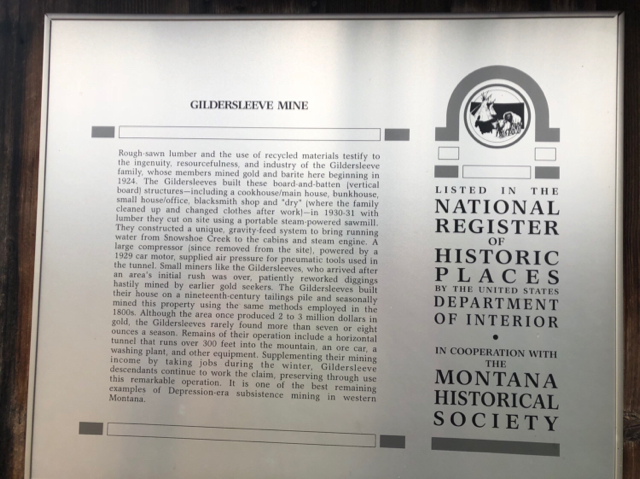 GILDERSLEEVE MINE
Rough-sawn lumber and the use of recycled materials testify to
the ingenuity, resourcefulness, and industry of the Gildersleeve
family, whose members mined gold and barite here beginning in
1924. The Gildersleeves built these board-and-batten (vertical
board) structures—including a cookhouse/main house, bunkhouse,
small house/office, blacksmith shop and "dry" (where the family
cleaned up and changed clothes after work)—in 1930-31 with
lumber they cut on site using a portable steam-powered sawmill.
They constructed a unique, gravity-feed system to bring running
water from Snowshoe Creek to the cabins and steam engine. A
large compressor (since removed from the site), powered by a
1929 car motor, supplied air pressure for pneumatic tools used in
the tunnel. Small miners like the Gildersleeves, who arrived after
an area's initial rush was over, patiently reworked diggings
hastily mined by earlier gold seekers. The Gildersleeves built
their house on a nineteenth-century tailings pile and seasonally
mined this property using the same methods employed in the
1800s. Although the area once produced 2 to 3 million dollars in
gold, the Gildersleeves rarely found more than seven or eight
ounces a season. Remains of their operation include a horizontal
tunnel that runs over 300 feet into the mountain, an ore car, a
washing plant, and other equipment. Supplementing their mining
income by taking jobs during the winter, Gildersleeve
descendants continue to work the claim, preserving through use
this remarkable operation. It is one of the best remaining
examples of Depression-era subsistence mining in western
Montana.
LISTED IN THE
NATIONAL
REGISTER
OF
HISTORIC
PLACES
BY THE UNITED STATES
DEPARTMENT
OF INTERIOR
•
IN COOPERATION WITH
THE
MONTANA
HISTORICAL
SOCIETY